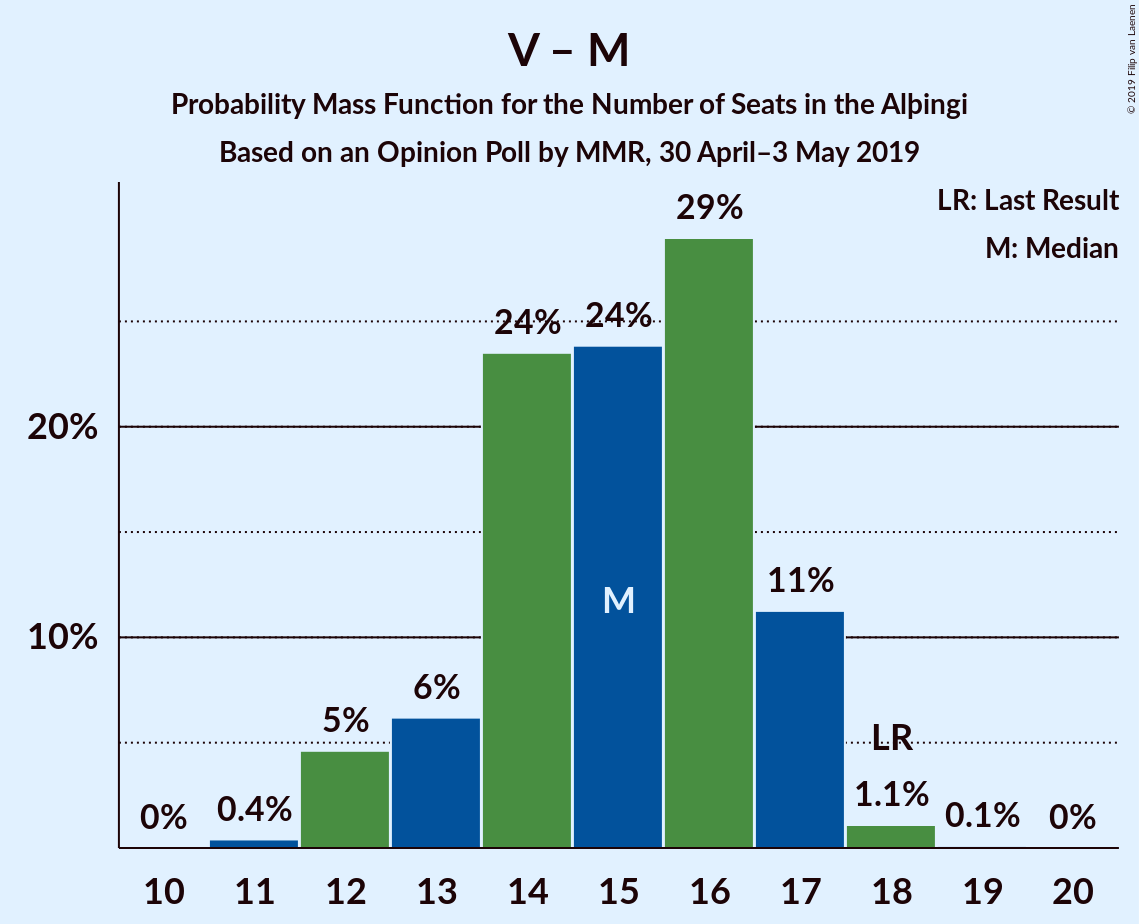 V – M
Probability Mass Function for the Number of Seats in the Alþingi
Based on an Opinion Poll by MMR, 30 April–3 May 2019
© 2019 Filip van Laenen
LR: Last Result
M: Median
29%
24%
24%
20%
11%
10%
M
6%
5%
LR
1.1%
0.4%
0.1%
0%
0%
10 11 12 13 14 15 16 17 18 19 20